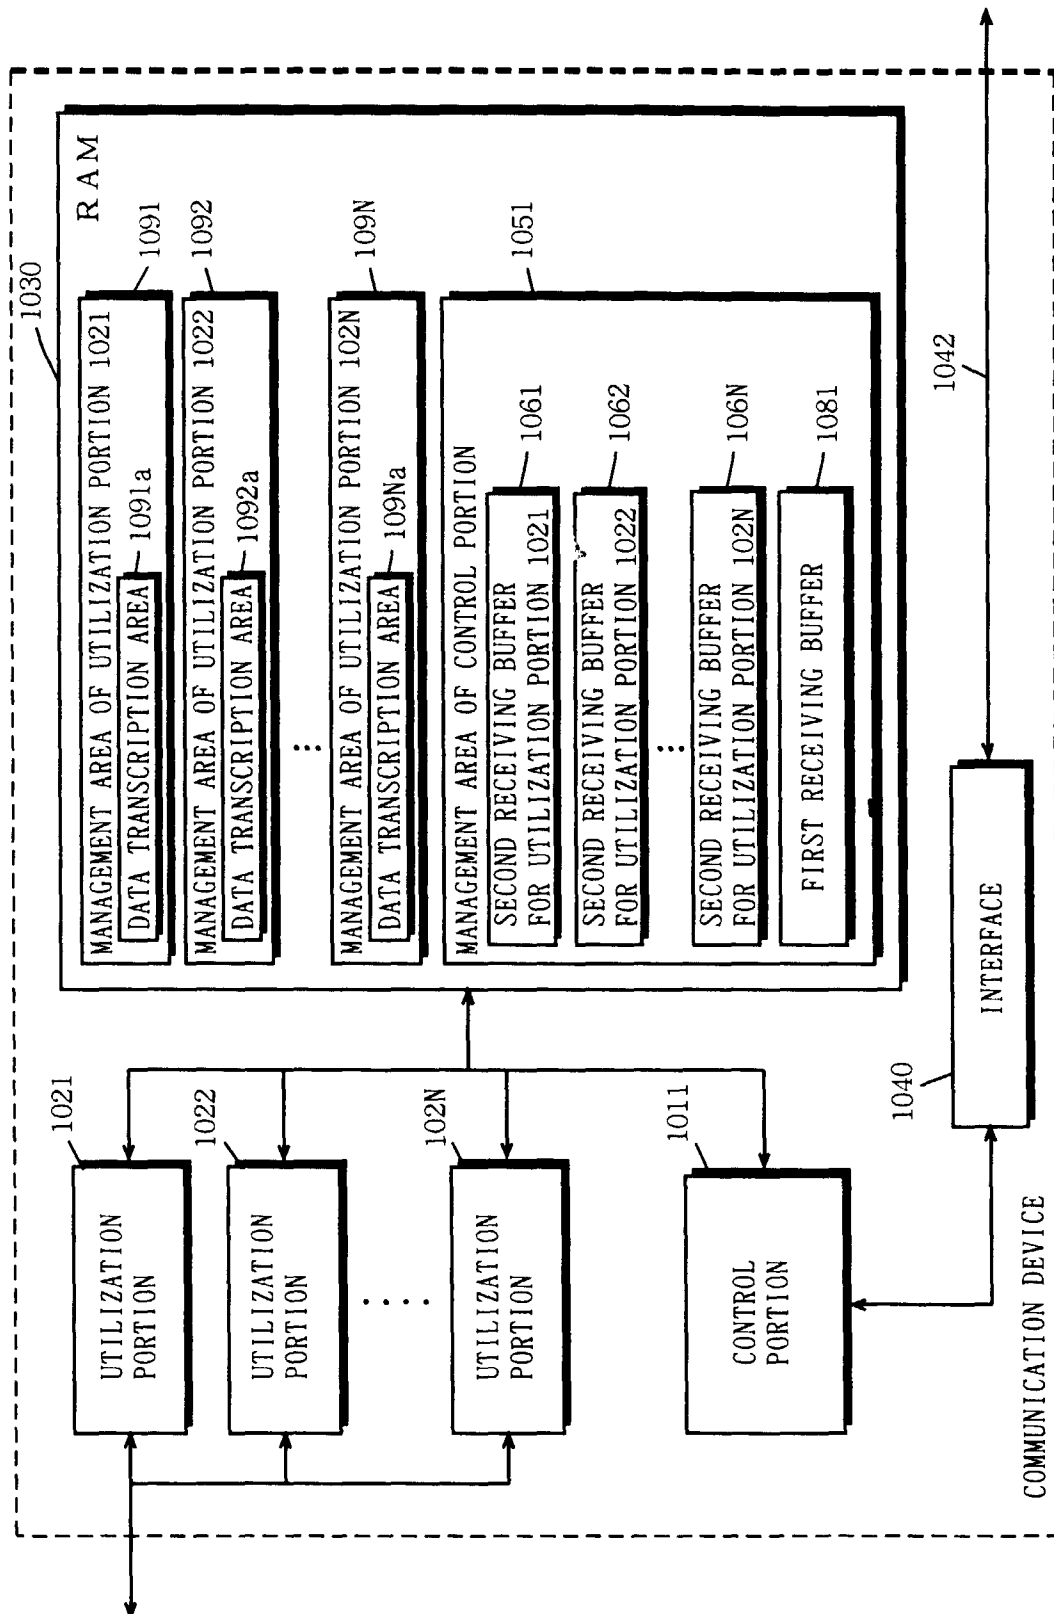 1030
RAM
MANAGEMENT AREA OF UTILIZATION PORTION 1021
1091
DATA TRANSCRIPTION AREA
1091a
MANAGEMENT AREA OF UTILIZATION PORTION 1022
1092
DATA TRANSCRIPTION AREA
1092a
MANAGEMENT AREA OF UTILIZATION PORTION 102N
109N
DATA TRANSCRIPTION AREA
109Na
MANAGEMENT AREA OF CONTROL PORTION
1051
SECOND RECEIVING BUFFER
FOR UTILIZATION PORTION 1021
1061
SECOND RECEIVING BUFFER
FOR UTILIZATION PORTION 1022
1062
SECOND RECEIVING BUFFER
FOR UTILIZATION PORTION 102N
106N
FIRST RECEIVING BUFFER
1081
1021
UTILIZATION
PORTION
1022
UTILIZATION
PORTION
102N
UTILIZATION
PORTION
1011
CONTROL
PORTION
1040
INTERFACE
1042
COMMUNICATION DEVICE